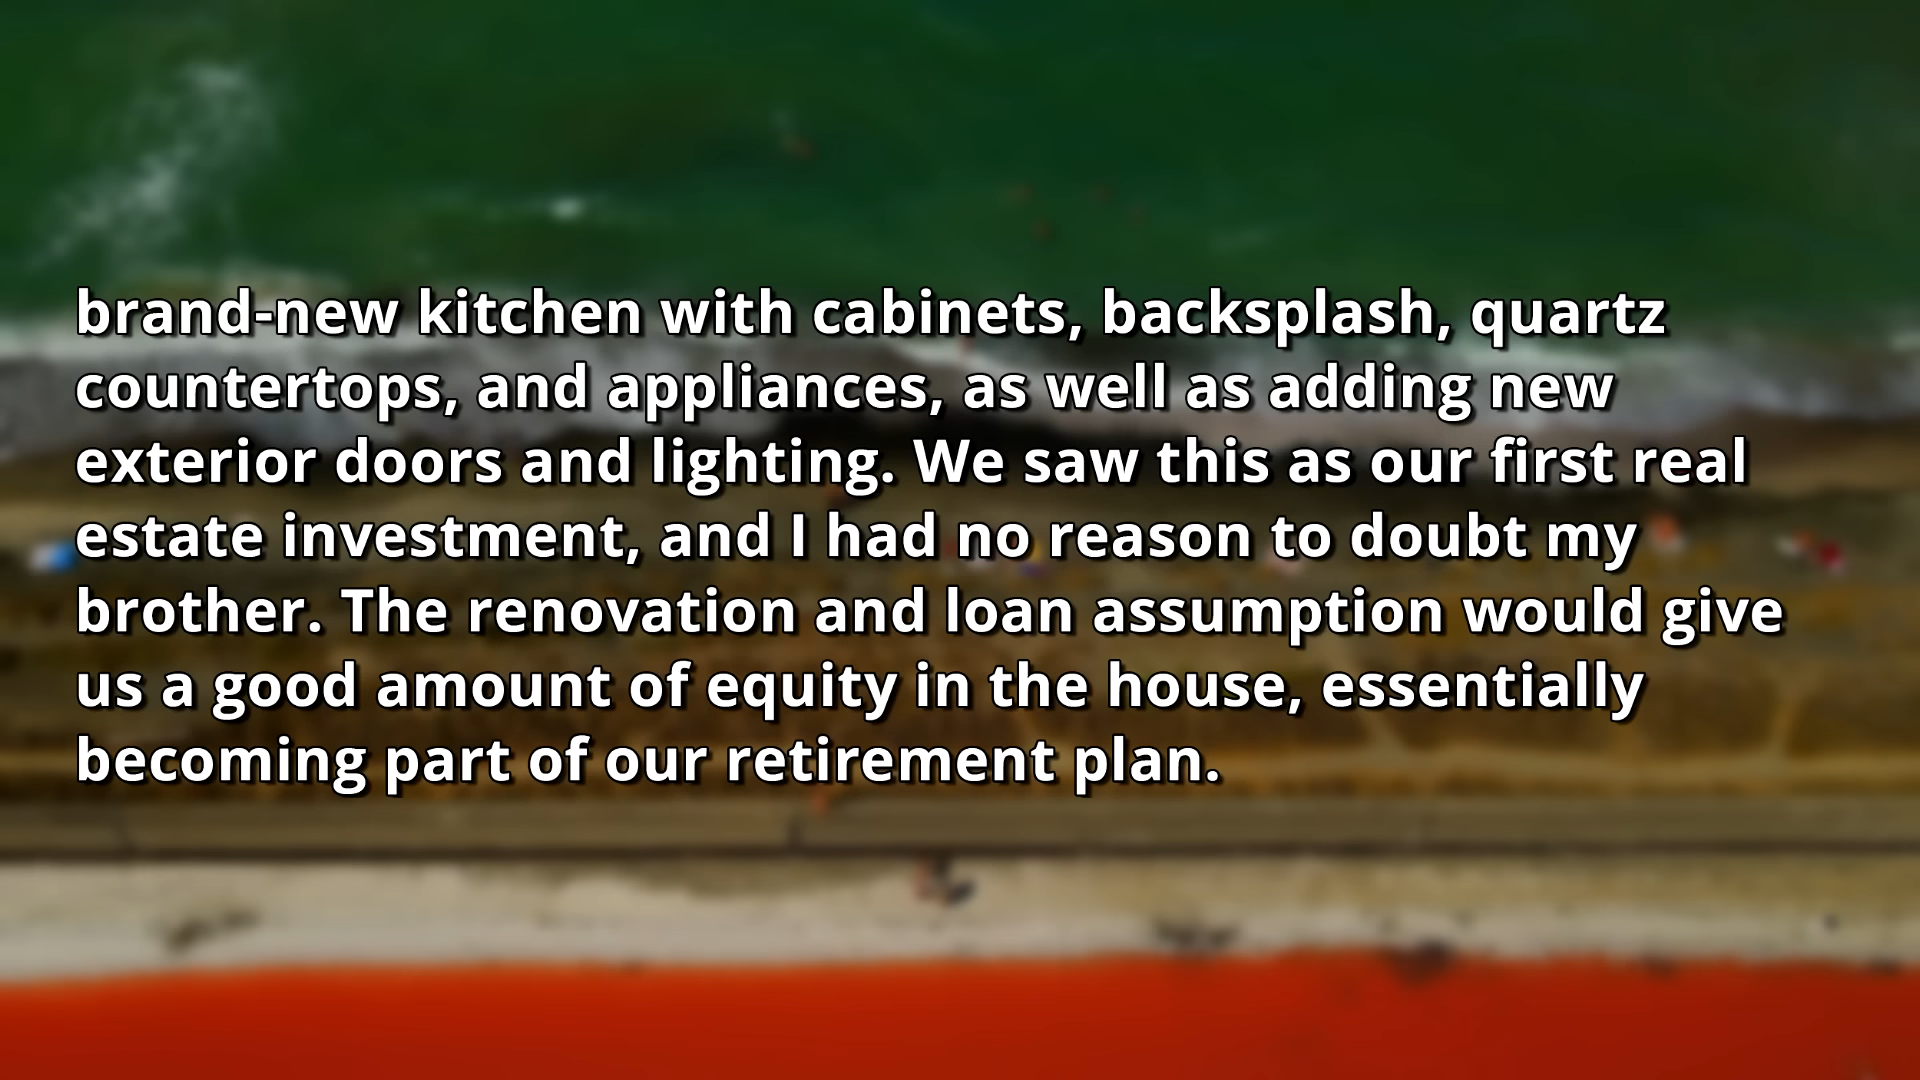 brand-new kitchen with cabinets, backsplash, quartz
countertops, and appliances, as well as adding new
exterior doors and lighting. We saw this as our first real
estate investment, and I had no reason to doubt my
brother. The renovation and loan assumption would give
us a good amount of equity in the house, essentially
becoming part of our retirement plan.